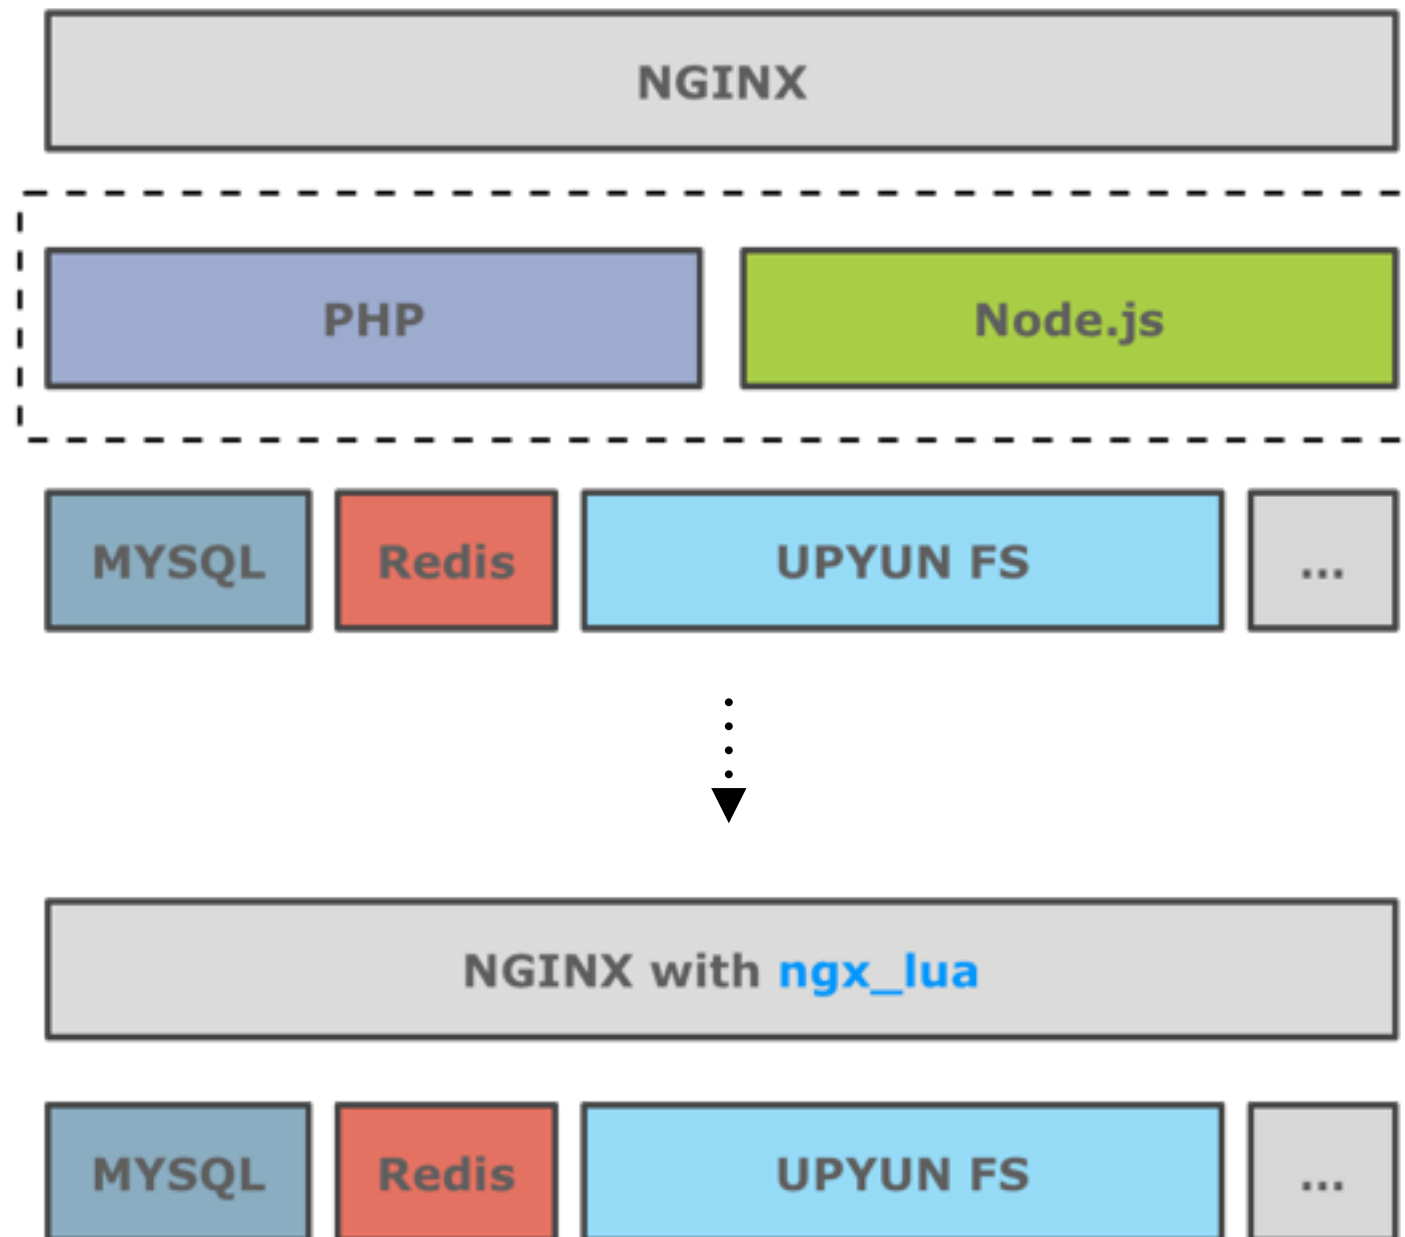 NGINX
PHP
Node.js
MYSQL
Redis
UPYUN FS
...
NGINX with ngx_lua
MYSQL
Redis
UPYUN FS
...